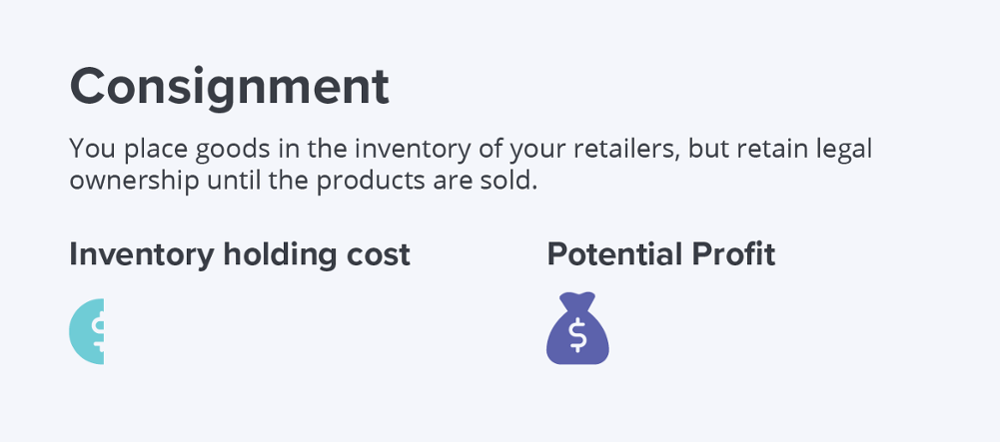 Consignment
You place goods in the inventory of your retailers, but retain legal
ownership until the products are sold.
Inventory holding cost
Potential Profit
$
$